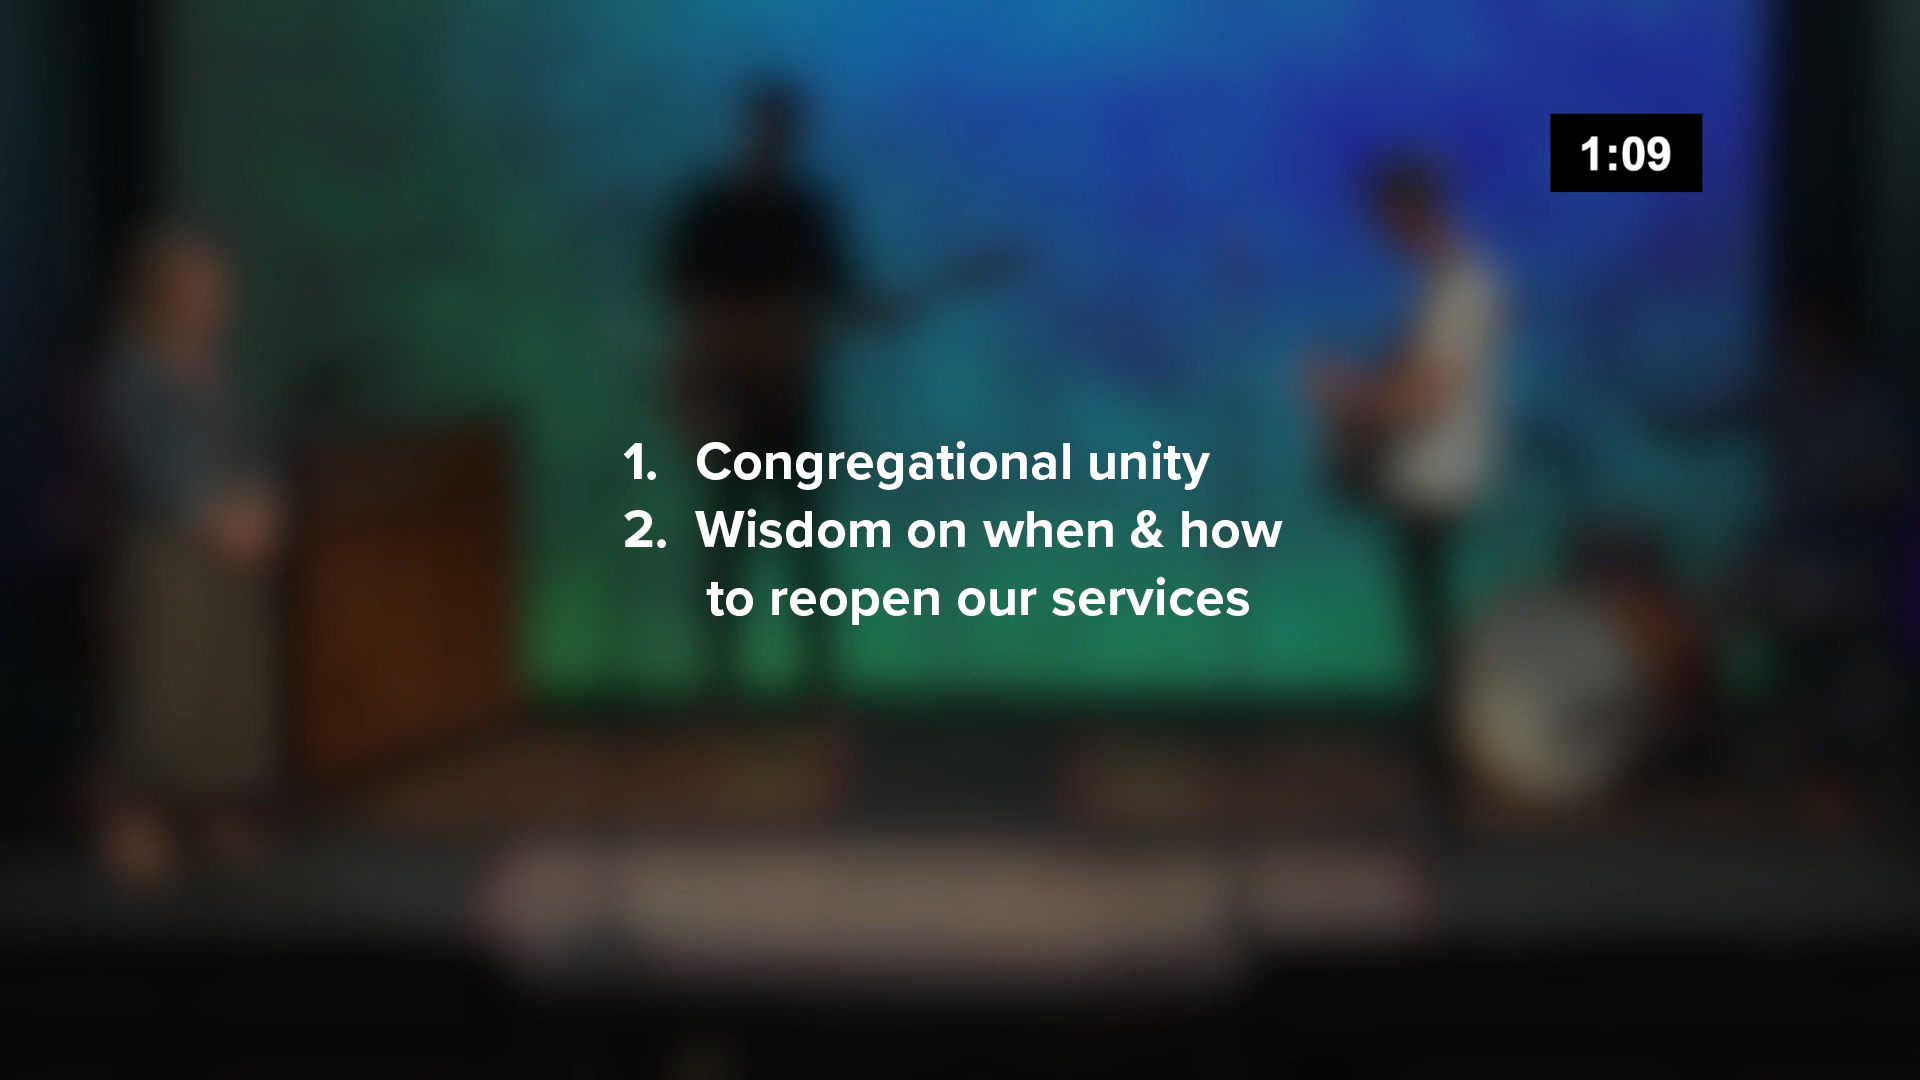 1:09
1. Congregational unity
2. Wisdom on when & how
to reopen our services